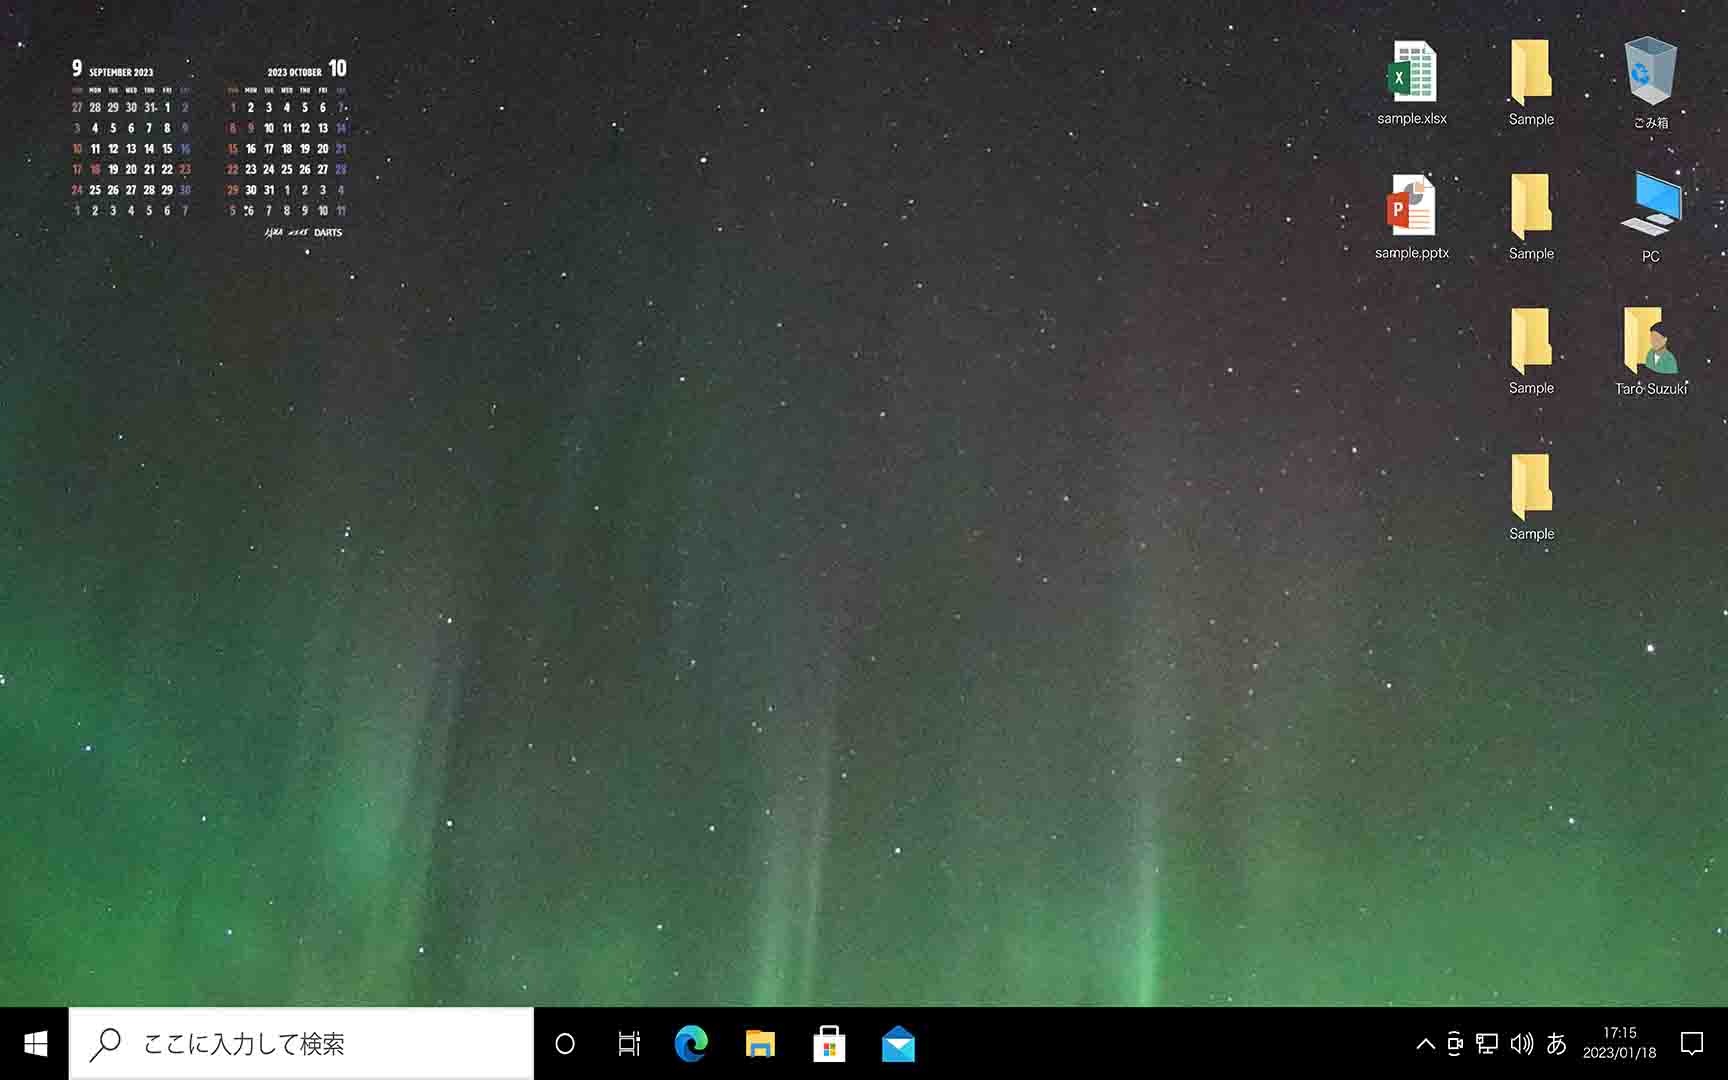 9 SEPTEMBER 2023
SUN MON TUE WED THU FRI SAT
27 28 29 30 31 1 2
3 4 5 6 7 8 9
10 11 12 13 14 15 16
17 18 19 20 21 22 23
24 25 26 27 28 29 30
1 2 3 4 5 6 7
2023 OCTOBER 10
SUN MON TUE WED THU FRI SAT
1 2 3 4 5 6 7
8 9 10 11 12 13 14
15 16 17 18 19 20 21
22 23 24 25 26 27 28
29 30 31 1 2 3 4
5 6 7 8 9 10 11
DARTS
sample.xlsx
Sample
ごみ箱
sample.pptx
Sample
PC
Sample
Taro Suzuki
Sample
ここに入力して検索
あ
17:15
2023/01/18